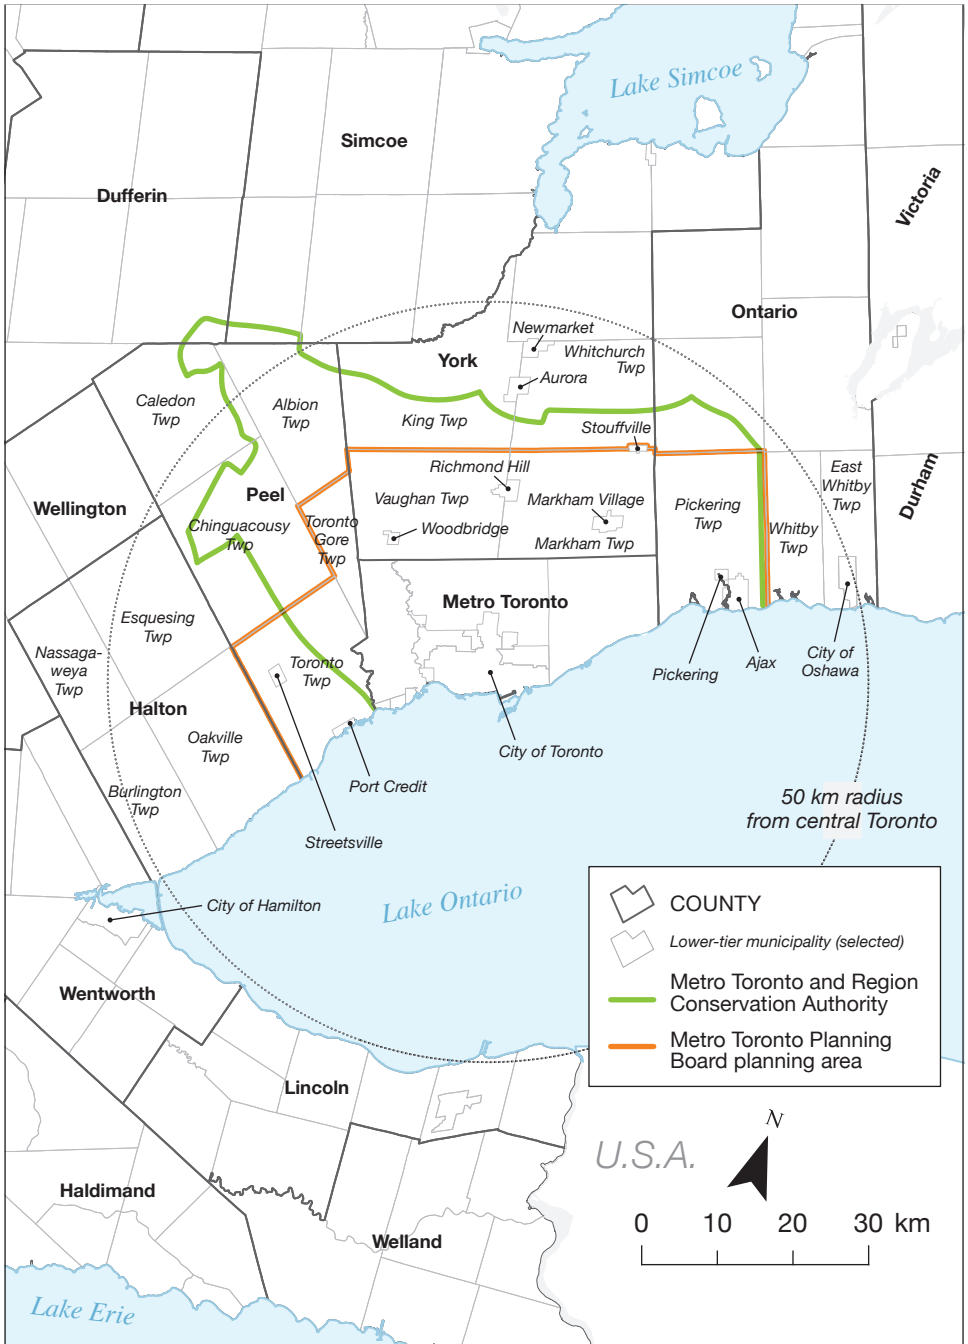 Lake Simcoe
Simcoe
Dufferin
Victoria
Ontario
Newmarket
York
Whitchurch
Twp
Aurora
Caledon
Twp
Albion
Twp
King Twp
Stouffville
Richmond Hill
East
Whitby
Twp
Durham
Wellington
Peel
Vaughan Twp
Markham Village
Pickering
Twp
Chinguacousy
Twp
Toronto
Gore
Twp
Woodbridge
Markham Twp
Whitby
Twp
Metro Toronto
Esquesing
Twp
Nassaga-
weya
Twp
Toronto
Twp
Pickering
Ajax
City of
Oshawa
Halton
Oakville
Twp
City of Toronto
Port Credit
Burlington
Twp
50 km radius
from central Toronto
Streetsville
City of Hamilton
Lake Ontario
COUNTY
Lower-tier municipality (selected)
Metro Toronto and Region
Conservation Authority
Metro Toronto Planning
Board planning area
Wentworth
Lincoln
N
U.S.A.
Haldimand
0 10 20 30 km
Welland
Lake Erie